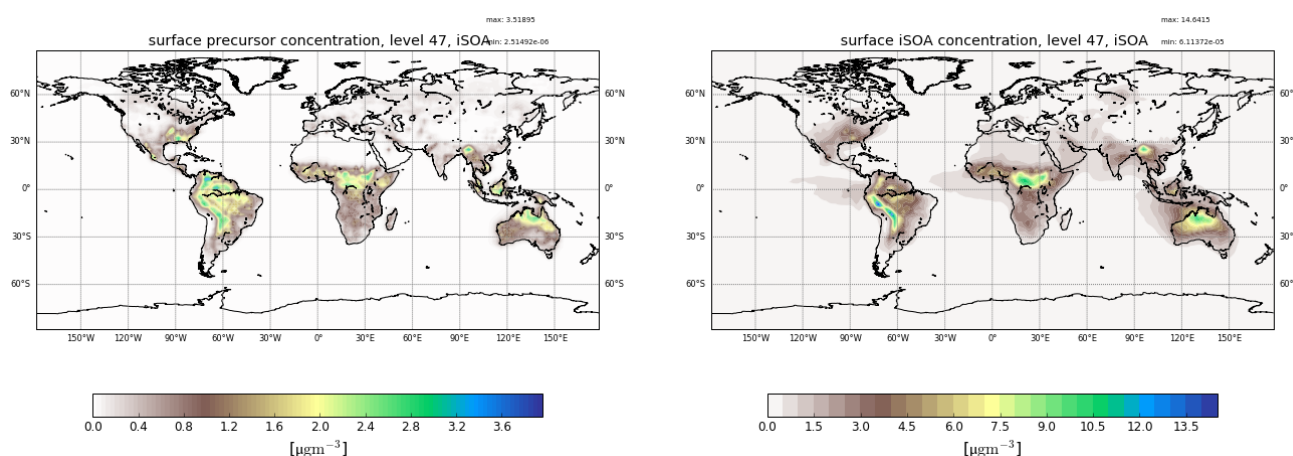 max: 3.51895
surface precursor concentration, level 47, iSOA
min: 2.51492e-06
60°N
60°N
30°N
30°N
0°
0°
30°S
30°S
60°S
60°S
150°W 120°W 90°W 60°W 30°W 0° 30°E 60°E 90°E 120°E 150°E
0.0 0.4 0.8 1.2 1.6 2.0 2.4 2.8 3.2 3.6
[μgm⁻³]
max: 14.6415
surface iSOA concentration, level 47, iSOA
min: 6.11372e-05
60°N
60°N
30°N
30°N
0°
0°
30°S
30°S
60°S
60°S
150°W 120°W 90°W 60°W 30°W 0° 30°E 60°E 90°E 120°E 150°E
0.0 1.5 3.0 4.5 6.0 7.5 9.0 10.5 12.0 13.5
[μgm⁻³]